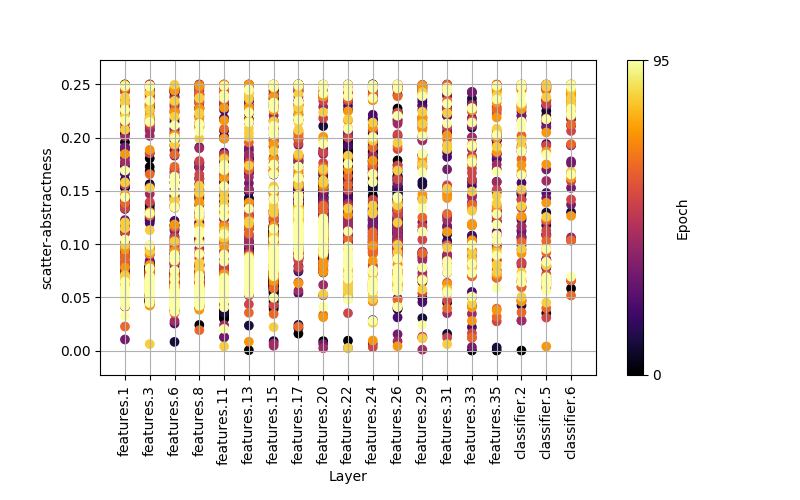 0.25
0.20
0.15
0.10
0.05
0.00
scatter-abstractness
features.1
features.3
features.6
features.8
features.11
features.13
features.15
features.17
features.20
features.22
features.24
features.26
features.29
features.31
features.33
features.35
classifier.2
classifier.5
classifier.6
Layer
95
0
Epoch